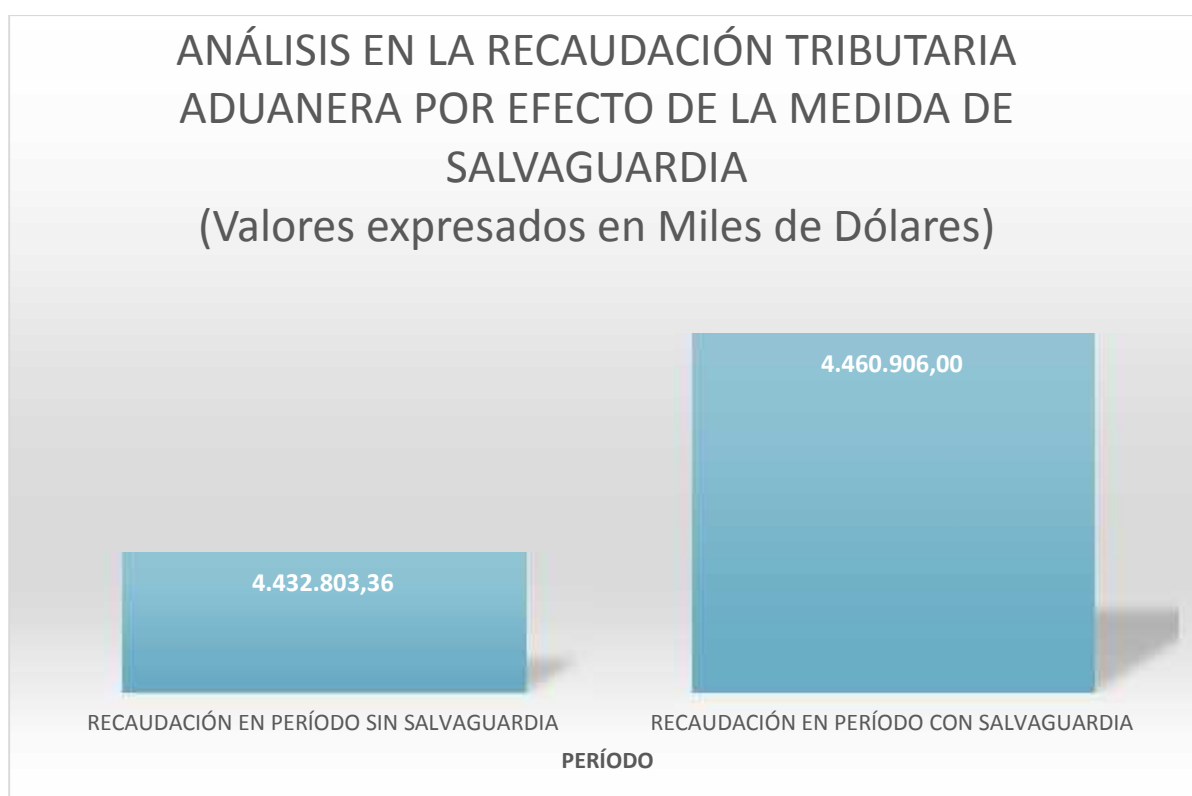 ANÁLISIS EN LA RECAUDACIÓN TRIBUTARIA
ADUANERA POR EFECTO DE LA MEDIDA DE
SALVAGUARDIA
(Valores expresados en Miles de Dólares)
4.460.906,00
4.432.803,36
RECAUDACIÓN EN PERÍODO SIN SALVAGUARDIA
RECAUDACIÓN EN PERÍODO CON SALVAGUARDIA
PERÍODO